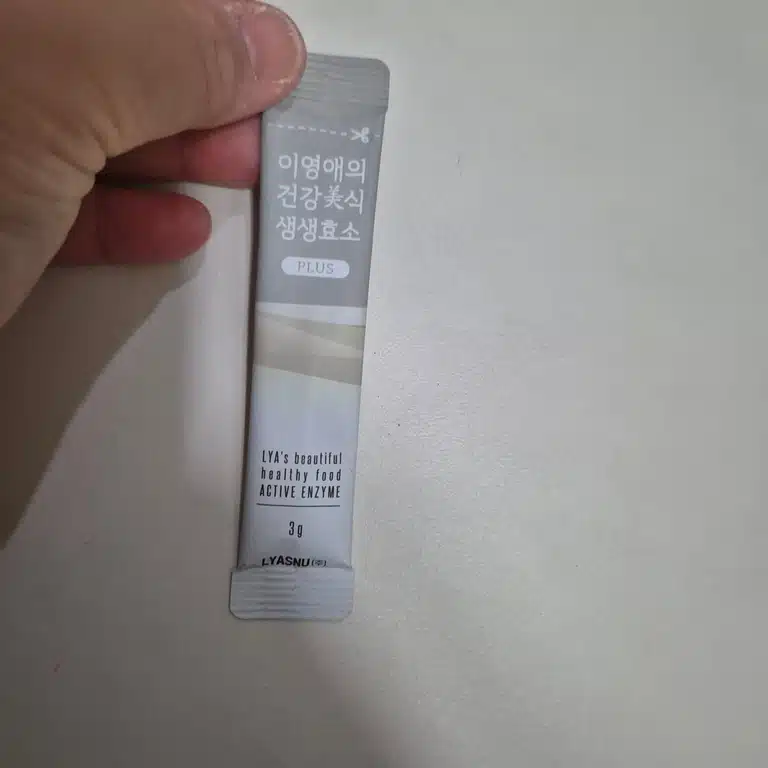 이영애의
건강美식
생생효소
PLUS
LYA's beautiful
healthy food
ACTIVE ENZYME
3g
LYASNU(주)